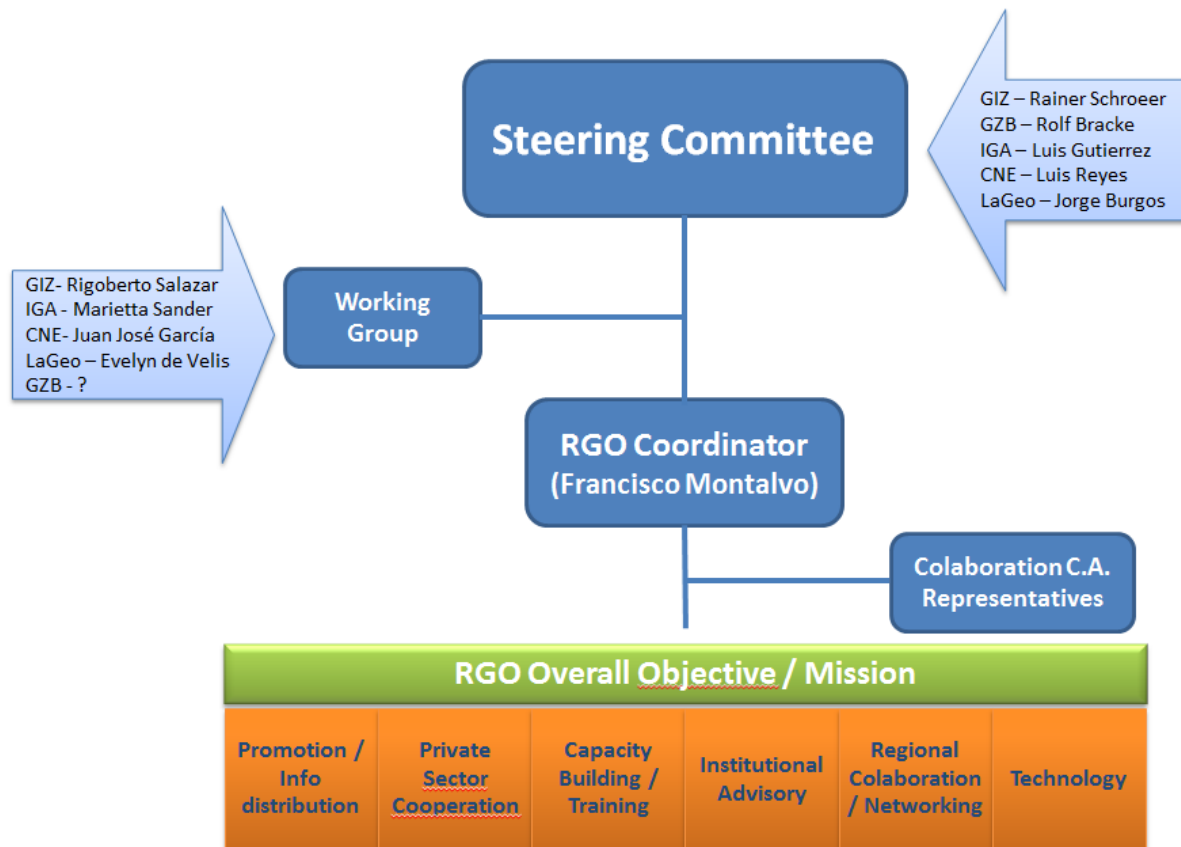 Steering Committee
GIZ – Rainer Schroeer
GZB – Rolf Bracke
IGA – Luis Gutierrez
CNE – Luis Reyes
LaGeo – Jorge Burgos
GIZ- Rigoberto Salazar
IGA - Marietta Sander
CNE- Juan José García
LaGeo – Evelyn de Velis
GZB - ?
Working
Group
RGO Coordinator
(Francisco Montalvo)
Colaboration C.A.
Representatives
RGO Overall Objective / Mission
Promotion /
Info
distribution
Private
Sector
Cooperation
Capacity
Building /
Training
Institutional
Advisory
Regional
Colaboration
/ Networking
Technology